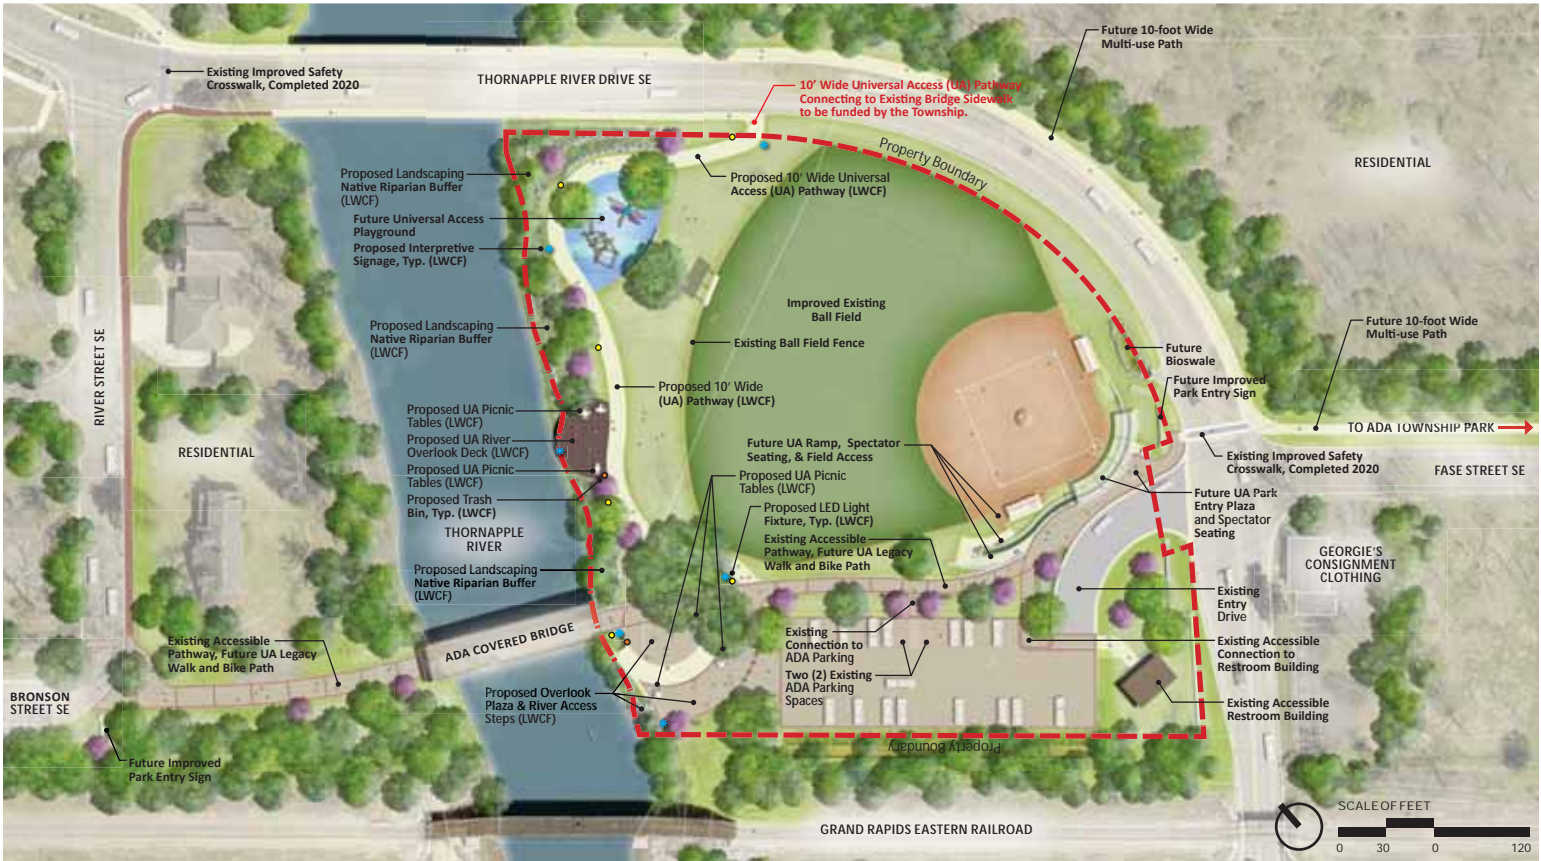 Existing Improved Safety
Crosswalk, Completed 2020
THORNAPPLE RIVER DRIVE SE
10' Wide Universal Access (UA) Pathway
Connecting to Existing Bridge Sidewalk
to be funded by the Township.
Future 10-foot Wide
Multi-use Path
RESIDENTIAL
Property Boundary
Proposed Landscaping
Native Riparian Buffer
(LWCF)
Proposed 10' Wide Universal
Access (UA) Pathway (LWCF)
Future Universal Access
Playground
Proposed Interpretive
Signage, Typ. (LWCF)
Improved Existing
Ball Field
Proposed Landscaping
Native Riparian Buffer
(LWCF)
Existing Ball Field Fence
RIVER STREET SE
Future 10-foot Wide
Multi-use Path
Future
Bioswale
Future Improved
Park Entry Sign
Proposed 10' Wide
(UA) Pathway (LWCF)
Proposed UA Picnic
Tables (LWCF)
Proposed UA River
Overlook Deck (LWCF)
Proposed UA Picnic
Tables (LWCF)
Proposed Trash
Bin, Typ. (LWCF)
RESIDENTIAL
Future UA Ramp, Spectator
Seating, & Field Access
Proposed UA Picnic
Tables (LWCF)
TO ADA TOWNSHIP PARK
Existing Improved Safety
Crosswalk, Completed 2020
FASE STREET SE
Future UA Park
Entry Plaza
and Spectator
Seating
Proposed LED Light
Fixture, Typ. (LWCF)
Existing Accessible
Pathway, Future UA Legacy
Walk and Bike Path
THORNAPPLE
RIVER
Proposed Landscaping
Native Riparian Buffer
(LWCF)
GEORGIE'S
CONSIGNMENT
CLOTHING
Existing
Entry
Drive
ADA COVERED BRIDGE
Existing Accessible
Pathway, Future UA Legacy
Walk and Bike Path
Existing
Connection to
ADA Parking
Two (2) Existing
ADA Parking
Spaces
Existing Accessible
Connection to
Restroom Building
BRONSON
STREET SE
Proposed Overlook
Plaza & River Access
Steps (LWCF)
Existing Accessible
Restroom Building
Property Boundary
Future Improved
Park Entry Sign
GRAND RAPIDS EASTERN RAILROAD
SCALE OF FEET
0 30 0 120